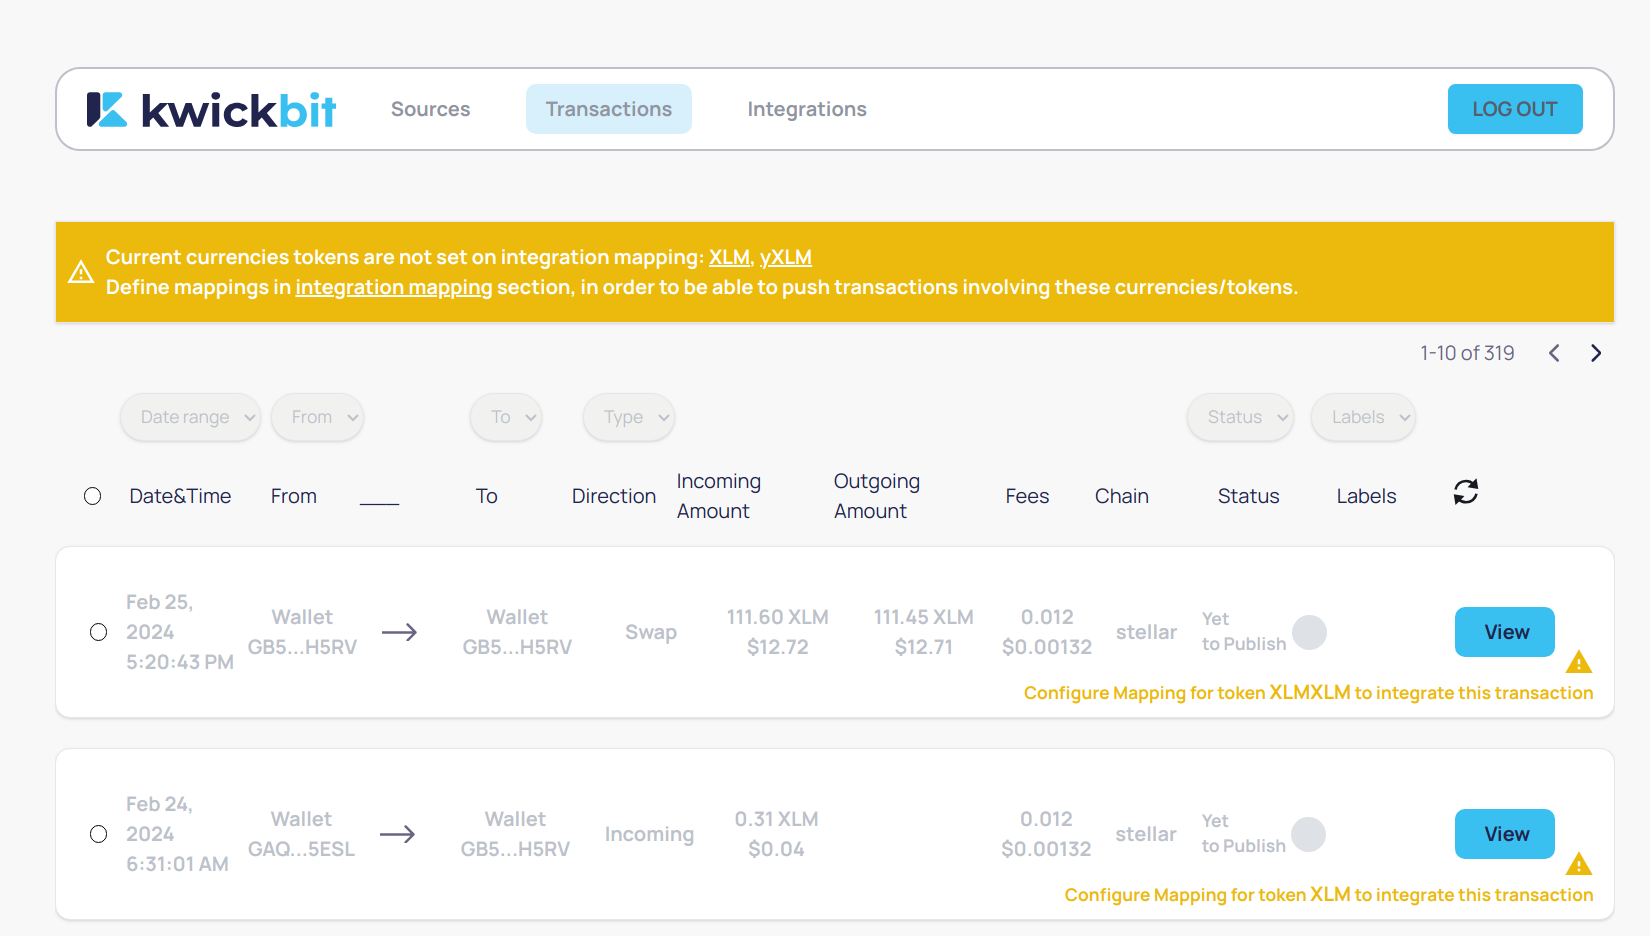 kwickbit Sources Transactions Integrations LOG OUT
Current currencies tokens are not set on integration mapping: XLM, yXLM
Define mappings in integration mapping section, in order to be able to push transactions involving these currencies/tokens.
1-10 of 319
Date range From To Type Status Labels
Date&Time From ___ To Direction Incoming Amount Outgoing Amount Fees Chain Status Labels
Feb 25,
2024
5:20:43 PM
Wallet
GB5...H5RV
Wallet
GB5...H5RV
Swap
111.60 XLM
$12.72
111.45 XLM
$12.71
0.012
$0.00132
stellar
Yet
to Publish
View
Configure Mapping for token XLMXLM to integrate this transaction
Feb 24,
2024
6:31:01 AM
Wallet
GAQ...5ESL
Wallet
GB5...H5RV
Incoming
0.31 XLM
$0.04
0.012
$0.00132
stellar
Yet
to Publish
View
Configure Mapping for token XLM to integrate this transaction